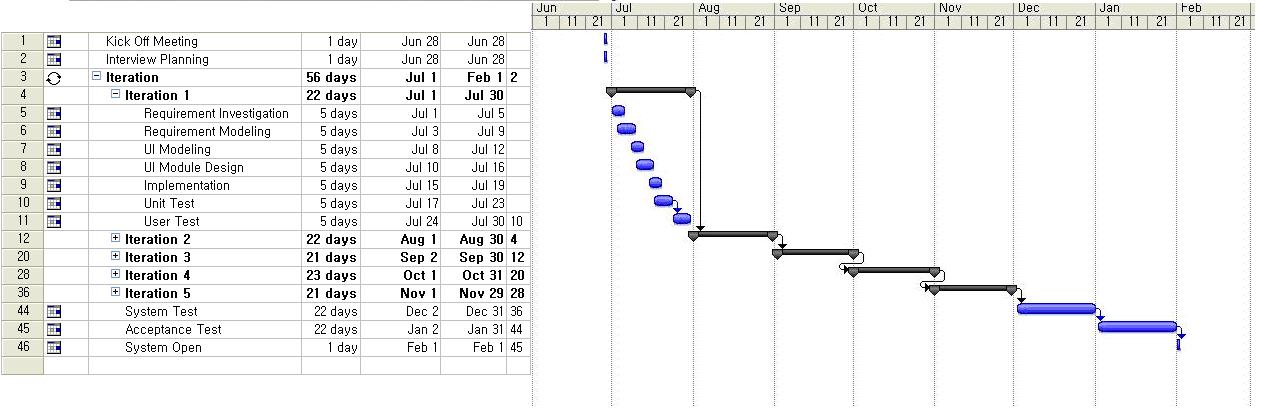 Jun Jul Aug Sep Oct Nov Dec Jan Feb
1 11 21 1 11 21 1 11 21 1 11 21 1 11 21 1 11 21 1 11 21 1 11 21 1 11 21
1 Kick Off Meeting 1 day Jun 28 Jun 28
2 Interview Planning 1 day Jun 28 Jun 28
3 Iteration 56 days Jul 1 Feb 1 2
4 Iteration 1 22 days Jul 1 Jul 30
5 Requirement Investigation 5 days Jul 1 Jul 5
6 Requirement Modeling 5 days Jul 3 Jul 9
7 UI Modeling 5 days Jul 8 Jul 12
8 UI Module Design 5 days Jul 10 Jul 16
9 Implementation 5 days Jul 15 Jul 19
10 Unit Test 5 days Jul 17 Jul 23
11 User Test 5 days Jul 24 Jul 30 10
12 Iteration 2 22 days Aug 1 Aug 30 4
20 Iteration 3 21 days Sep 2 Sep 30 12
28 Iteration 4 23 days Oct 1 Oct 31 20
36 Iteration 5 21 days Nov 1 Nov 29 28
44 System Test 22 days Dec 2 Dec 31 36
45 Acceptance Test 22 days Jan 2 Jan 31 44
46 System Open 1 day Feb 1 Feb 1 45